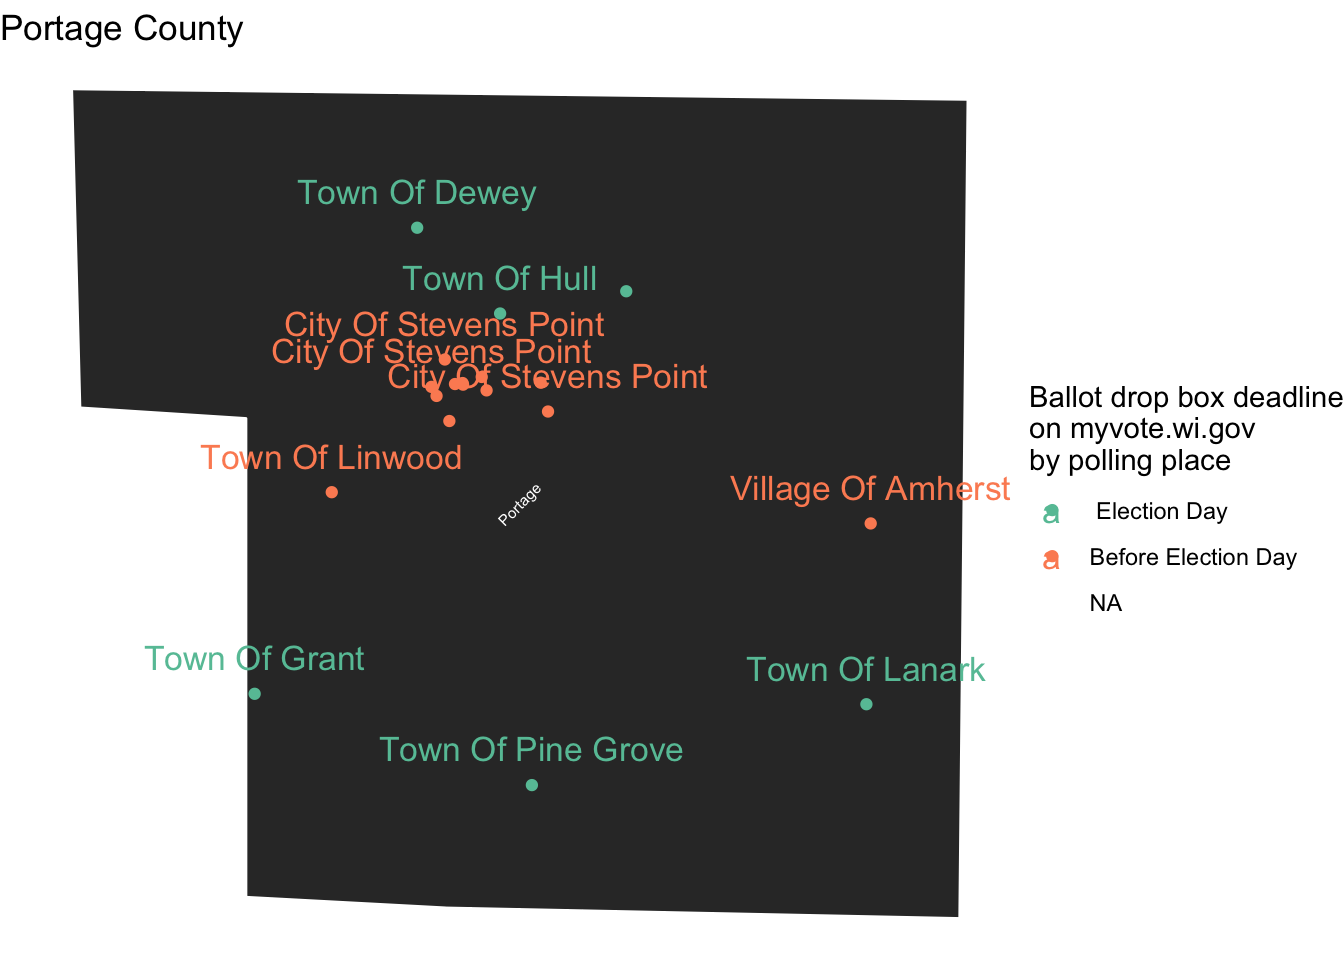 Portage County
Town Of Dewey
Town Of Hull
City Of Stevens Point
City Of Stevens Point
City Of Stevens Point
Town Of Linwood
Portage
Village Of Amherst
Town Of Grant
Town Of Lanark
Town Of Pine Grove
Ballot drop box deadline
on myvote.wi.gov
by polling place
a Election Day
a Before Election Day
NA